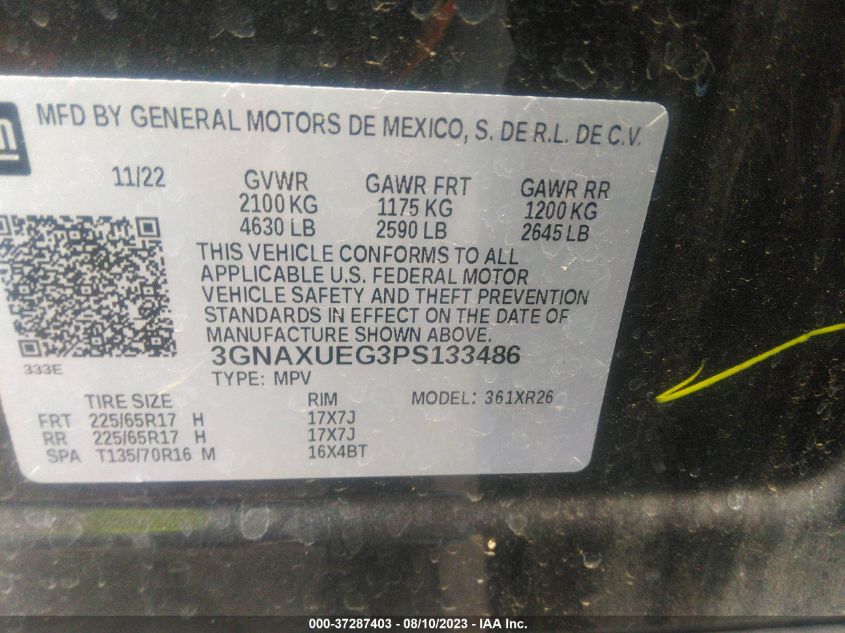 MFD BY GENERAL MOTORS DE MEXICO, S. DE R.L. DE C.V.
11/22 GVWR GAWR FRT GAWR RR
2100 KG 1175 KG 1200 KG
4630 LB 2590 LB 2645 LB
THIS VEHICLE CONFORMS TO ALL
APPLICABLE U.S. FEDERAL MOTOR
VEHICLE SAFETY AND THEFT PREVENTION
STANDARDS IN EFFECT ON THE DATE OF
MANUFACTURE SHOWN ABOVE.
333E
3GNAXUEG3PS133486
TYPE: MPV
TIRE SIZE RIM MODEL: 361XR26
FRT 225/65R17 H 17X7J
RR 225/65R17 H 17X7J
SPA T135/70R16 M 16X4BT
000-37287403 — 08/10/2023 — IAA Inc.